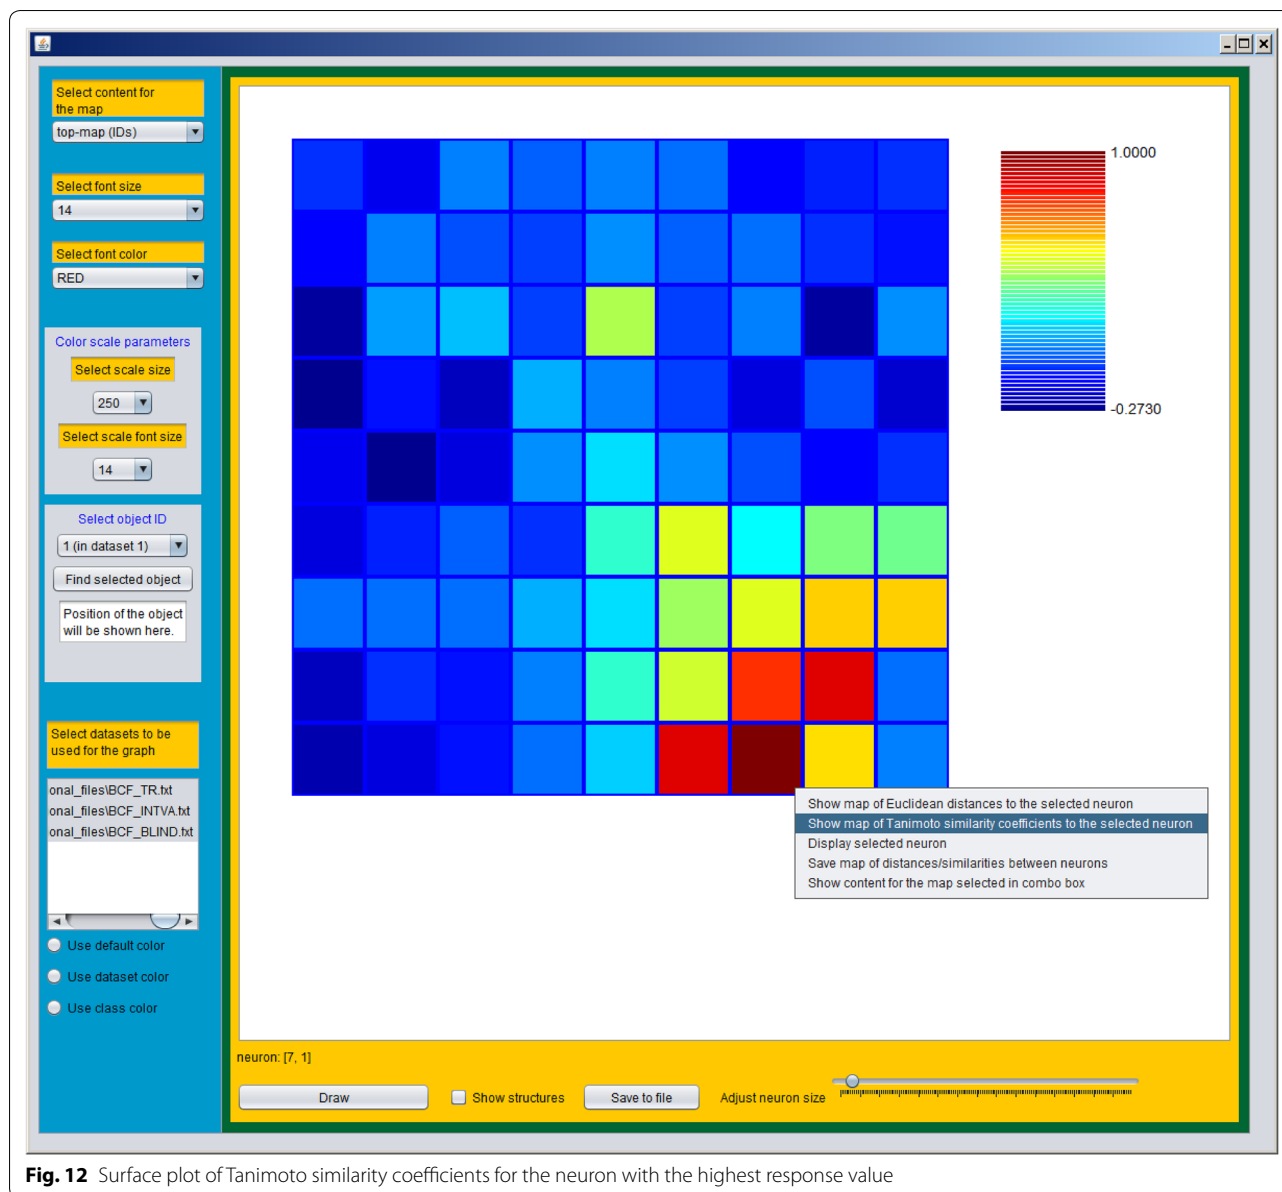 Select content for
the map
top-map (IDs)
Select font size
14
Select font color
RED
Color scale parameters
Select scale size
250
Select scale font size
14
Select object ID
1 (in dataset 1)
Find selected object
Position of the object
will be shown here.
Select datasets to be
used for the graph
onal_files\BCF_TR.txt
onal_files\BCF_INTVA.txt
onal_files\BCF_BLIND.txt
Use default color
Use dataset color
Use class color
1.0000
-0.2730
Show map of Euclidean distances to the selected neuron
Show map of Tanimoto similarity coefficients to the selected neuron
Display selected neuron
Save map of distances/similarities between neurons
Show content for the map selected in combo box
neuron: [7, 1]
Draw
Show structures
Save to file
Adjust neuron size
Fig. 12 Surface plot of Tanimoto similarity coefficients for the neuron with the highest response value